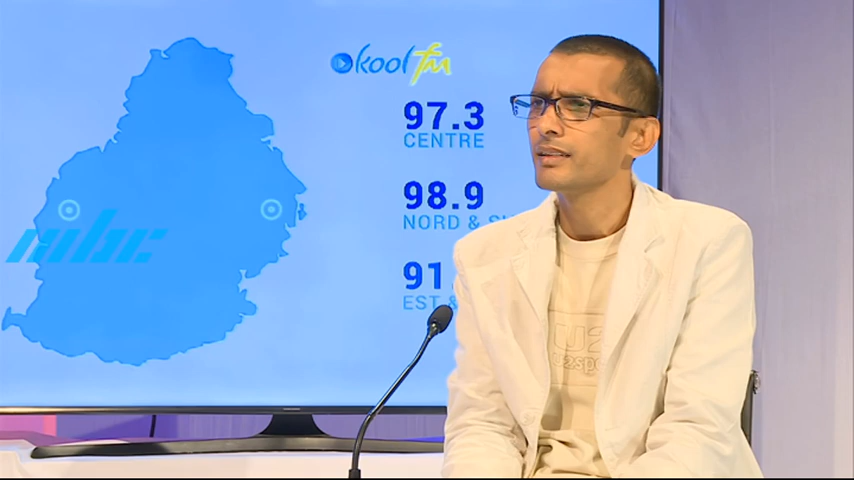 kool fm
97.3
CENTRE
98.9
NORD &
91.
EST &
mbc
U2